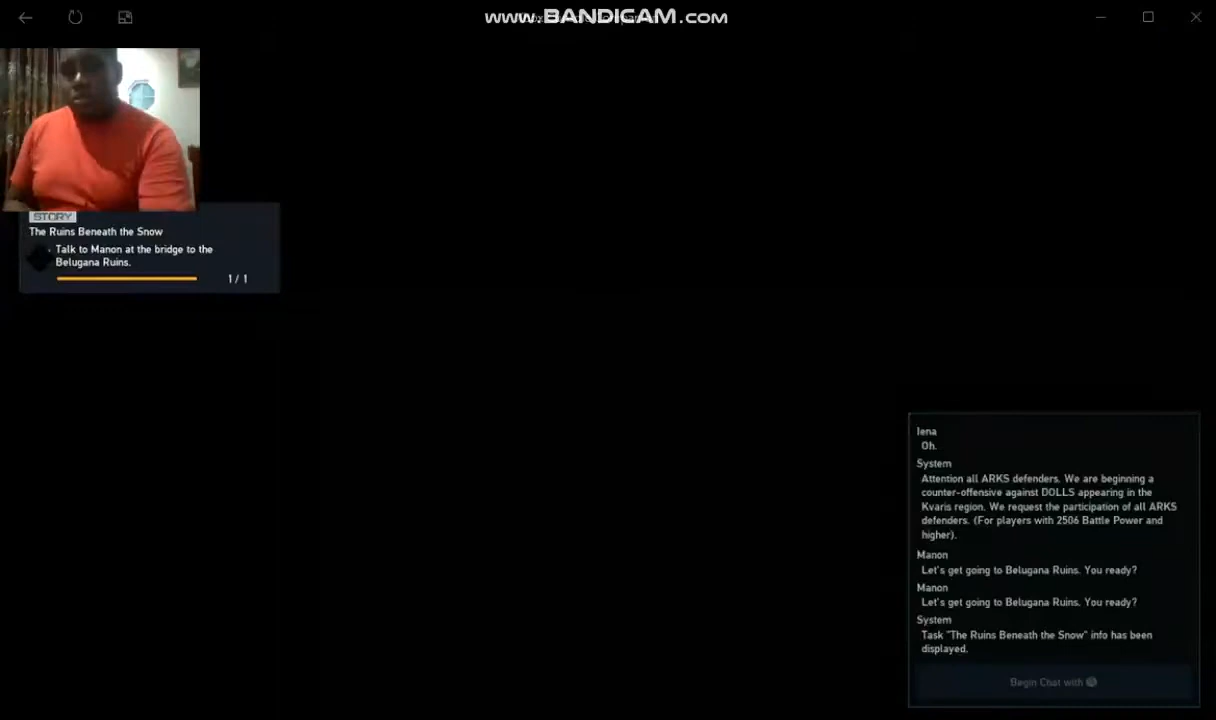 www.BANDICAM.com
STORY
The Ruins Beneath the Snow
Talk to Manon at the bridge to the
Belugana Ruins.
1 / 1
Iena
Oh.
System
Attention all ARKS defenders. We are beginning a
counter-offensive against DOLLS appearing in the
Kvaris region. We request the participation of all ARKS
defenders. (For players with 2506 Battle Power and
higher).
Manon
Let's get going to Belugana Ruins. You ready?
Manon
Let's get going to Belugana Ruins. You ready?
System
Task "The Ruins Beneath the Snow" info has been
displayed.
Begin Chat with